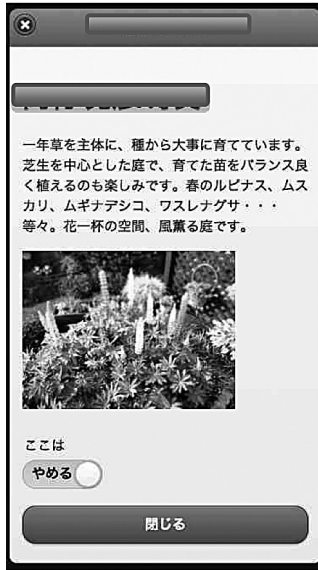 一年草を主体に、種から大事に育てています。
芝生を中心とした庭で、育てた苗をバランス良
く植えるのも楽しみです。春のルピナス、ムス
カリ、ムギナデシコ、ワスレナグサ・・・
等々。花一杯の空間、風薫る庭です。
ここは
やめる
閉じる